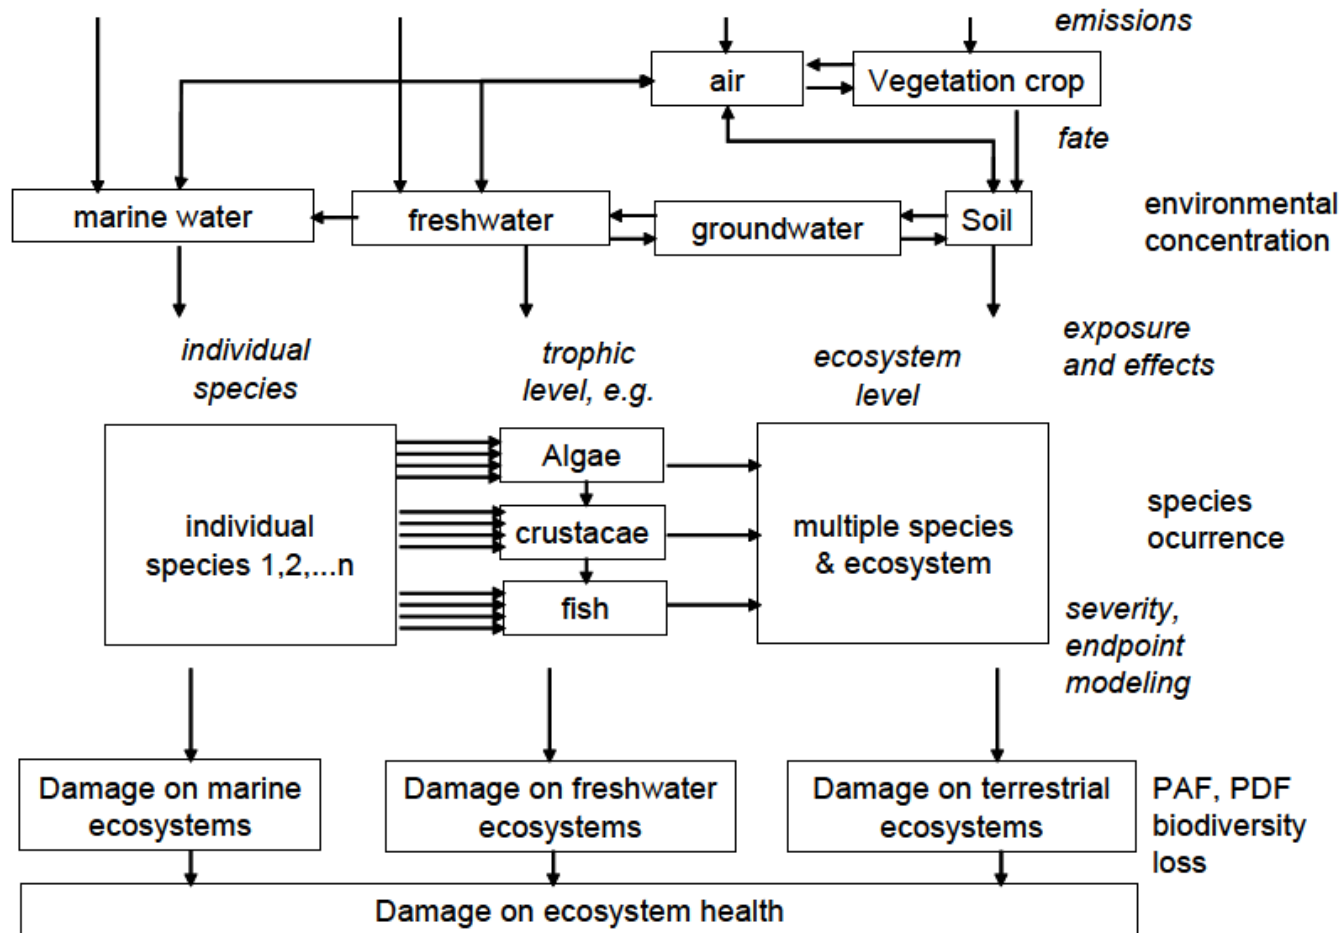 emissions
air
Vegetation crop
fate
marine water
freshwater
groundwater
Soil
environmental
concentration
individual
species
trophic
level, e.g.
ecosystem
level
exposure
and effects
individual
species 1,2,...n
Algae
crustacae
fish
multiple species
& ecosystem
species
ocurrence
severity,
endpoint
modeling
Damage on marine
ecosystems
Damage on freshwater
ecosystems
Damage on terrestrial
ecosystems
PAF, PDF
biodiversity
loss
Damage on ecosystem health